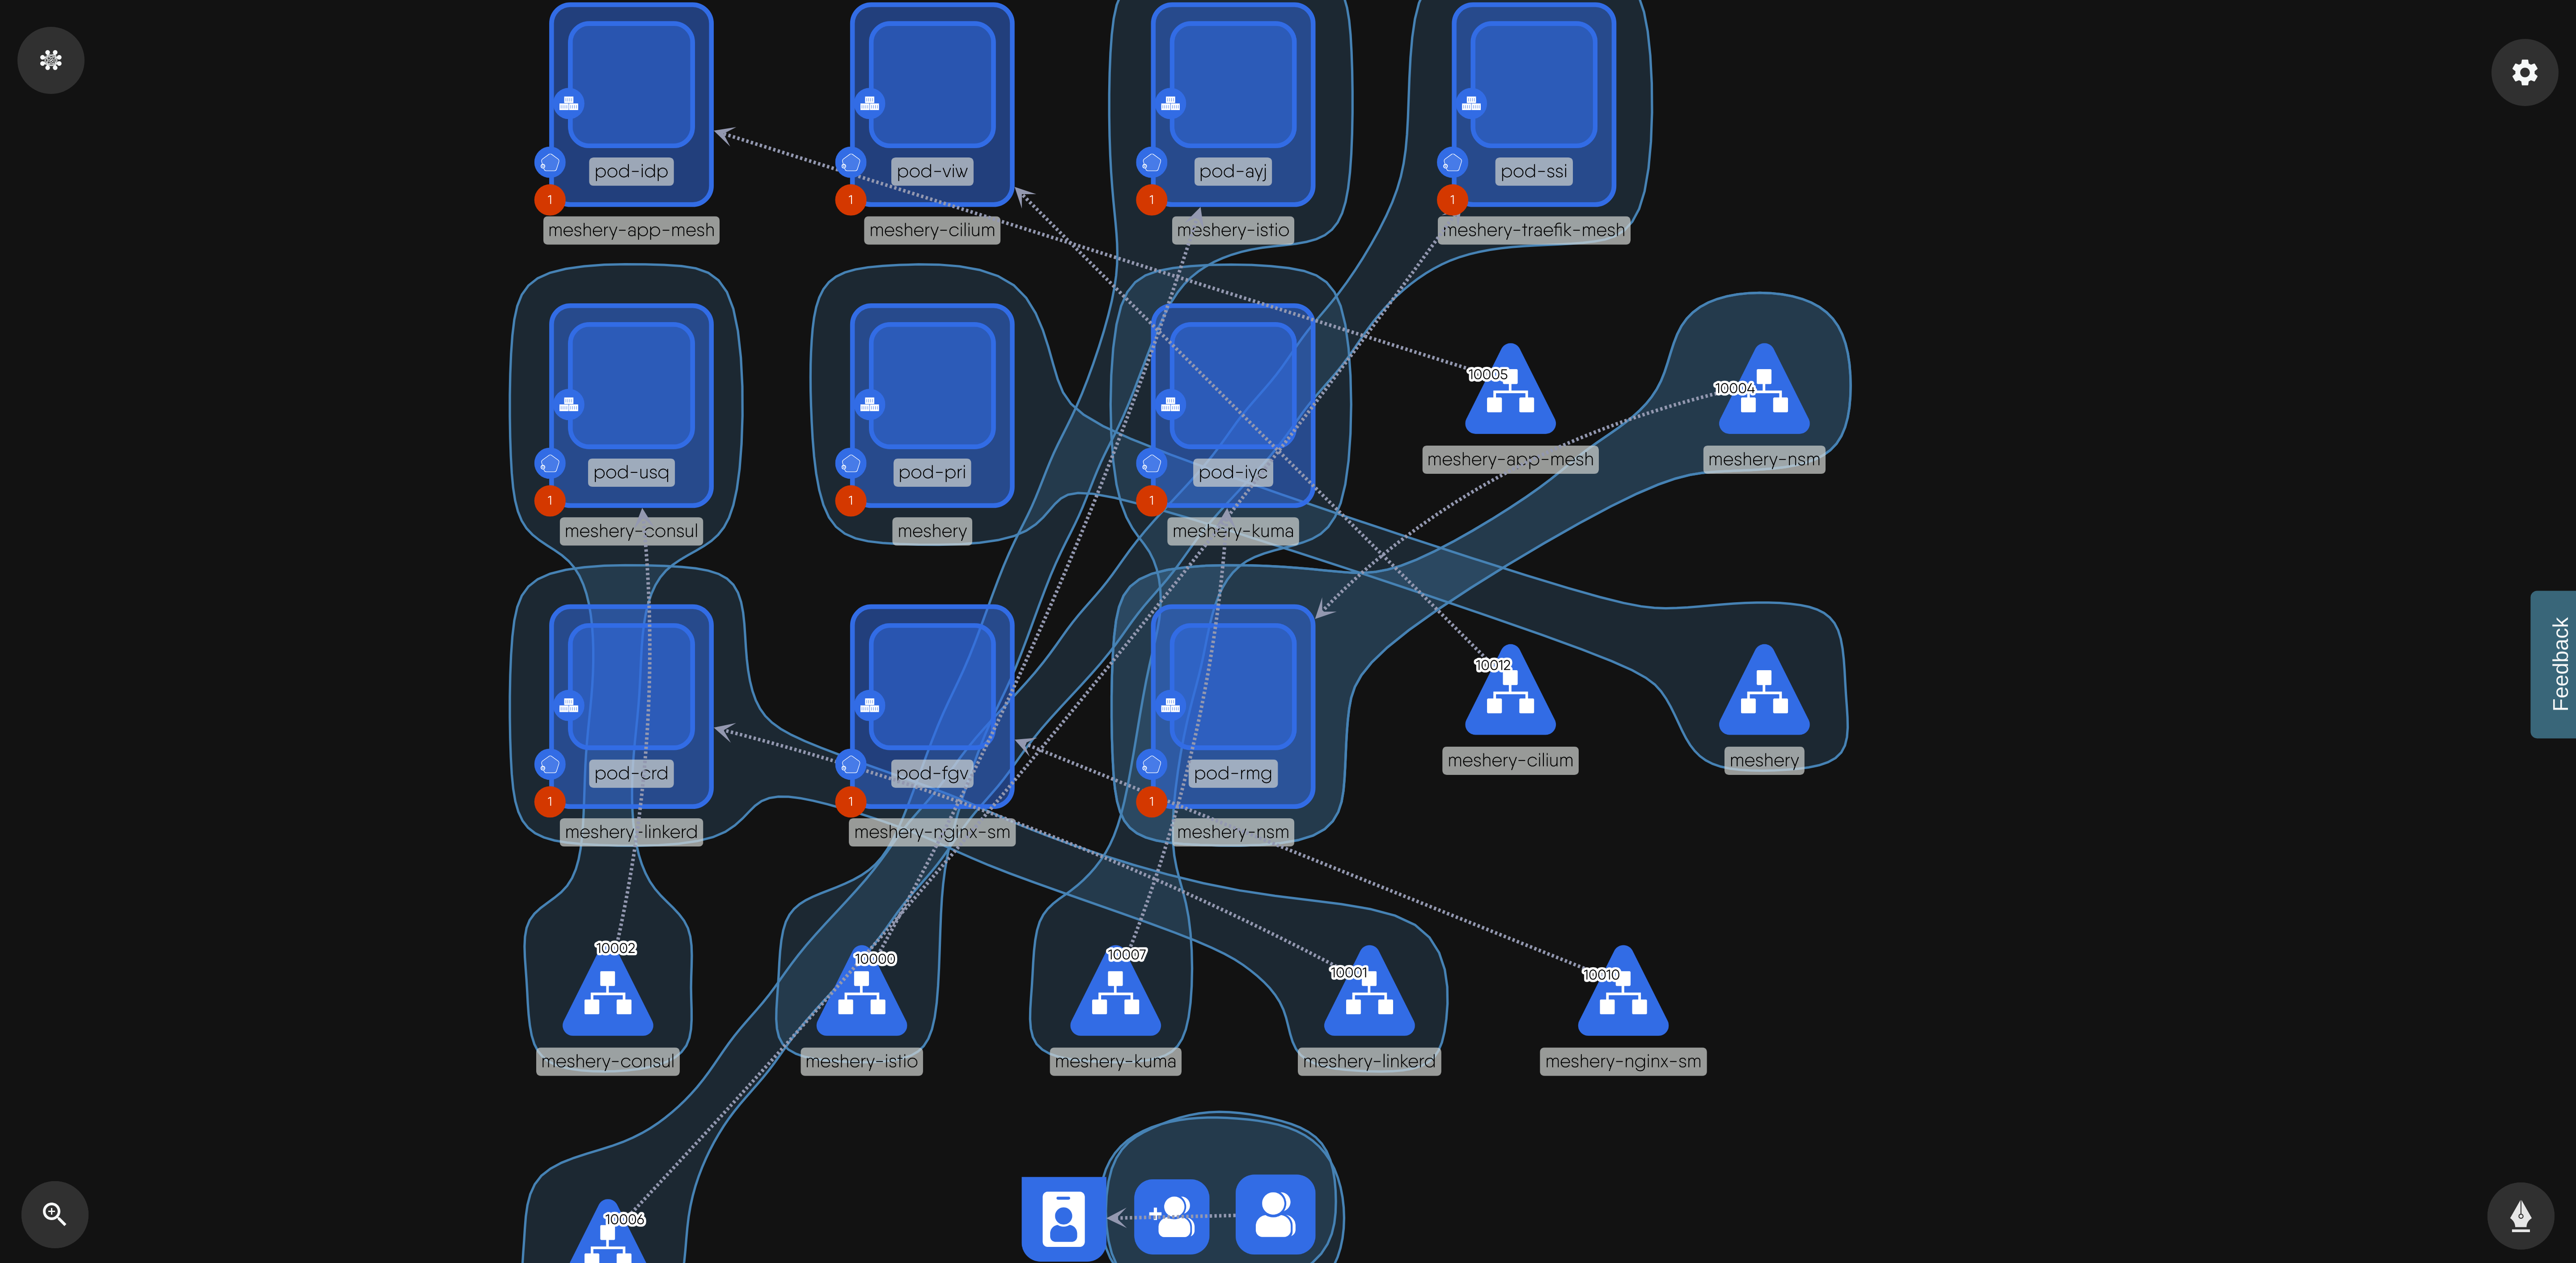 pod-idp
pod-viw
pod-ayj
pod-ssi
1
1
1
1
meshery-app-mesh
meshery-cilium
meshery-istio
meshery-traefik-mesh
10005
10004
pod-usq
pod-pri
pod-iyc
meshery-app-mesh
meshery-nsm
1
1
1
meshery-consul
meshery
meshery-kuma
Feedback
10012
pod-crd
pod-fgv
pod-rmg
meshery-cilium
meshery
1
1
1
meshery-linkerd
meshery-nginx-sm
meshery-nsm
10002
10000
10007
10001
10010
meshery-consul
meshery-istio
meshery-kuma
meshery-linkerd
meshery-nginx-sm
10006